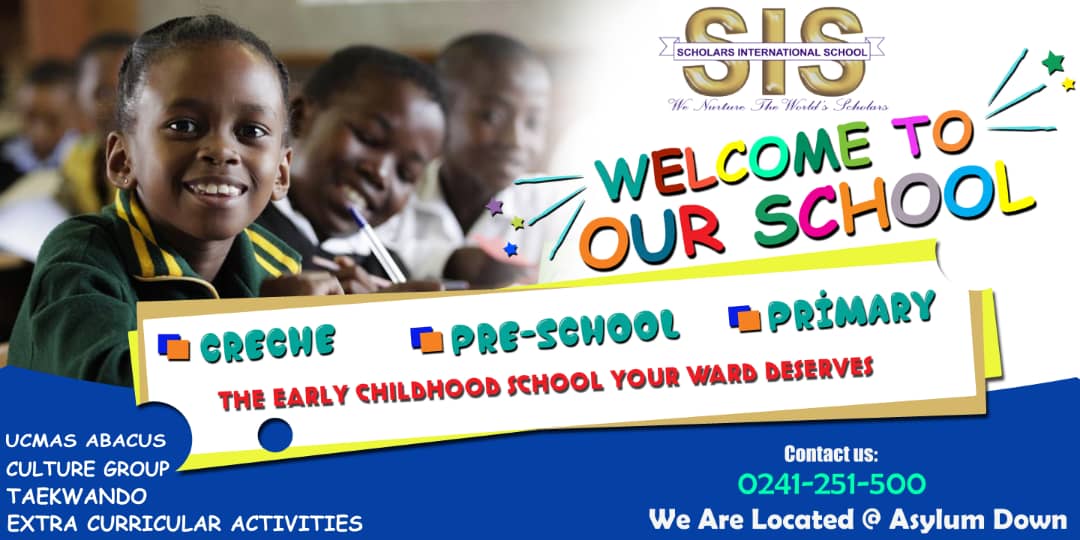 SIS
SCHOLARS INTERNATIONAL SCHOOL
We Nurture The World's Scholars
WELCOME TO
OUR SCHOOL
CRECHE PRE-SCHOOL PRİMARY
THE EARLY CHILDHOOD SCHOOL YOUR WARD DESERVES
UCMAS ABACUS
CULTURE GROUP
TAEKWANDO
EXTRA CURRICULAR ACTIVITIES
Contact us:
0241-251-500
We Are Located @ Asylum Down